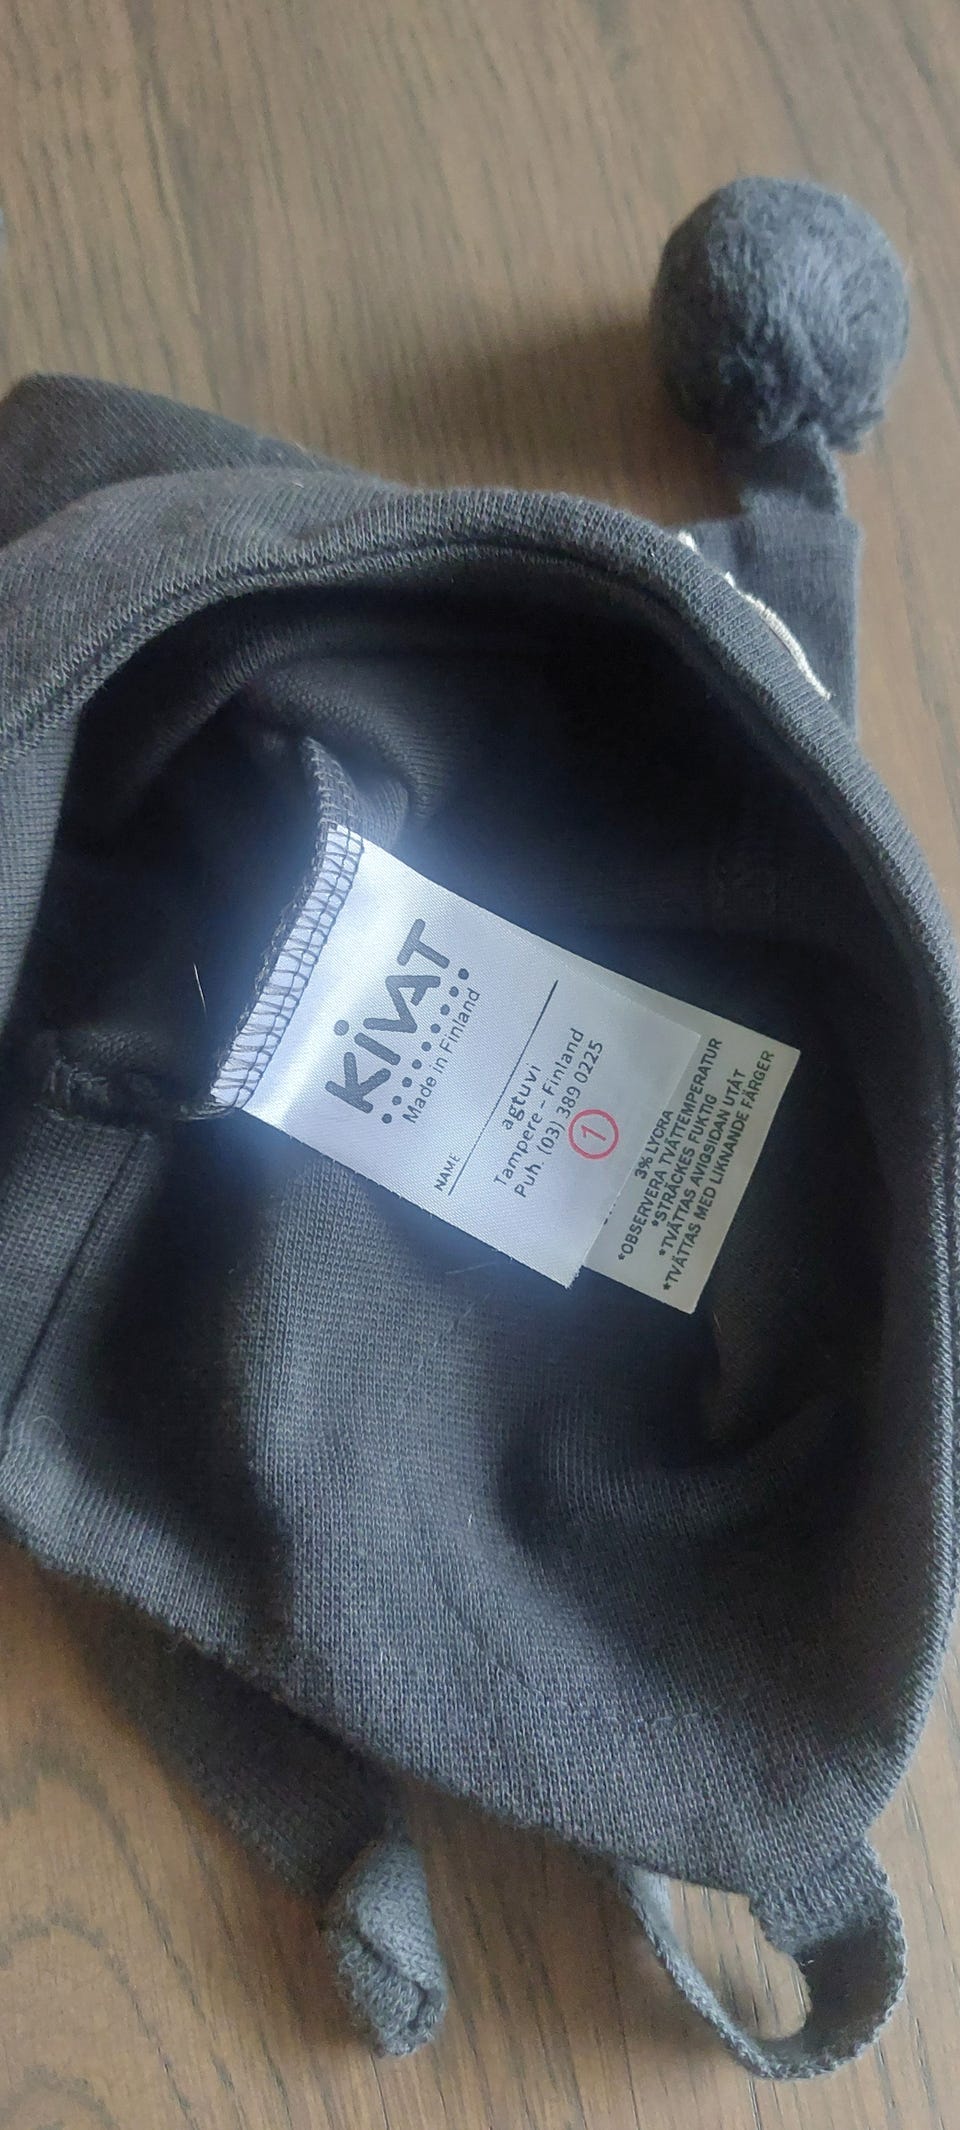 KiVAT
Made in Finland
NAME
agtuvi
Tampere – Finland
Puh. (03) 389 0225
1
3% LYCRA
*OBSERVERA TVÄTTEMPERATUR
*STRÄCKES FUKTIG
*TVÄTTAS AVIGSIDAN UTÅT
*TVÄTTAS MED LIKNANDE FÄRGER